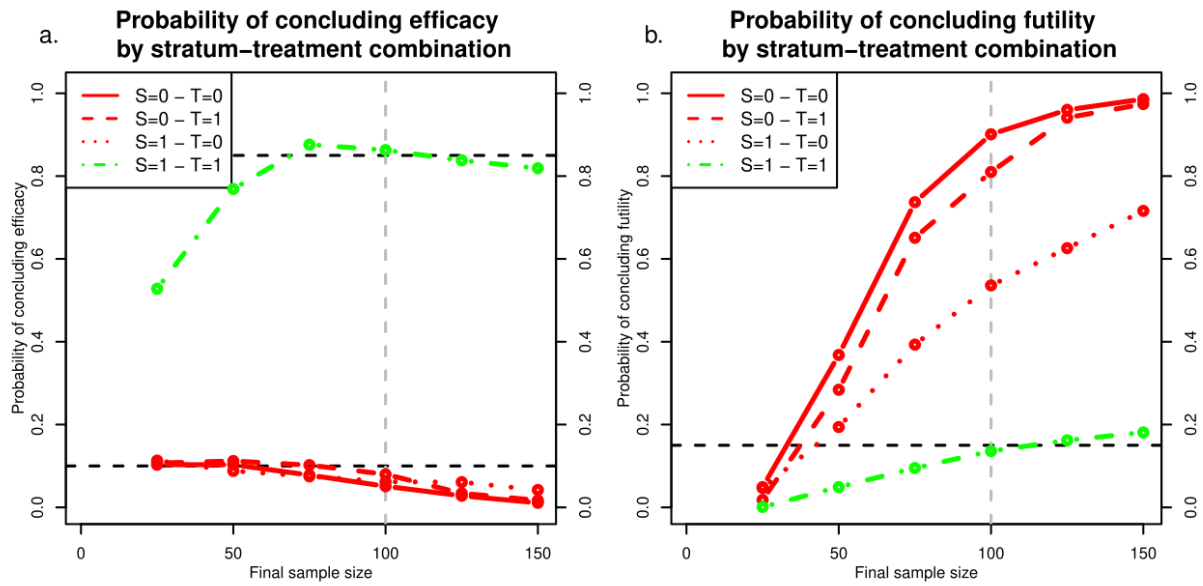 a.
Probability of concluding efficacy
by stratum−treatment combination
S=0 − T=0
S=0 − T=1
S=1 − T=0
S=1 − T=1
Probability of concluding efficacy
1.0
0.8
0.6
0.4
0.2
0.0
1.0
0.8
0.6
0.4
0.2
0.0
0
50
100
150
Final sample size
b.
Probability of concluding futility
by stratum−treatment combination
S=0 − T=0
S=0 − T=1
S=1 − T=0
S=1 − T=1
Probability of concluding futility
1.0
0.8
0.6
0.4
0.2
0.0
1.0
0.8
0.6
0.4
0.2
0.0
0
50
100
150
Final sample size